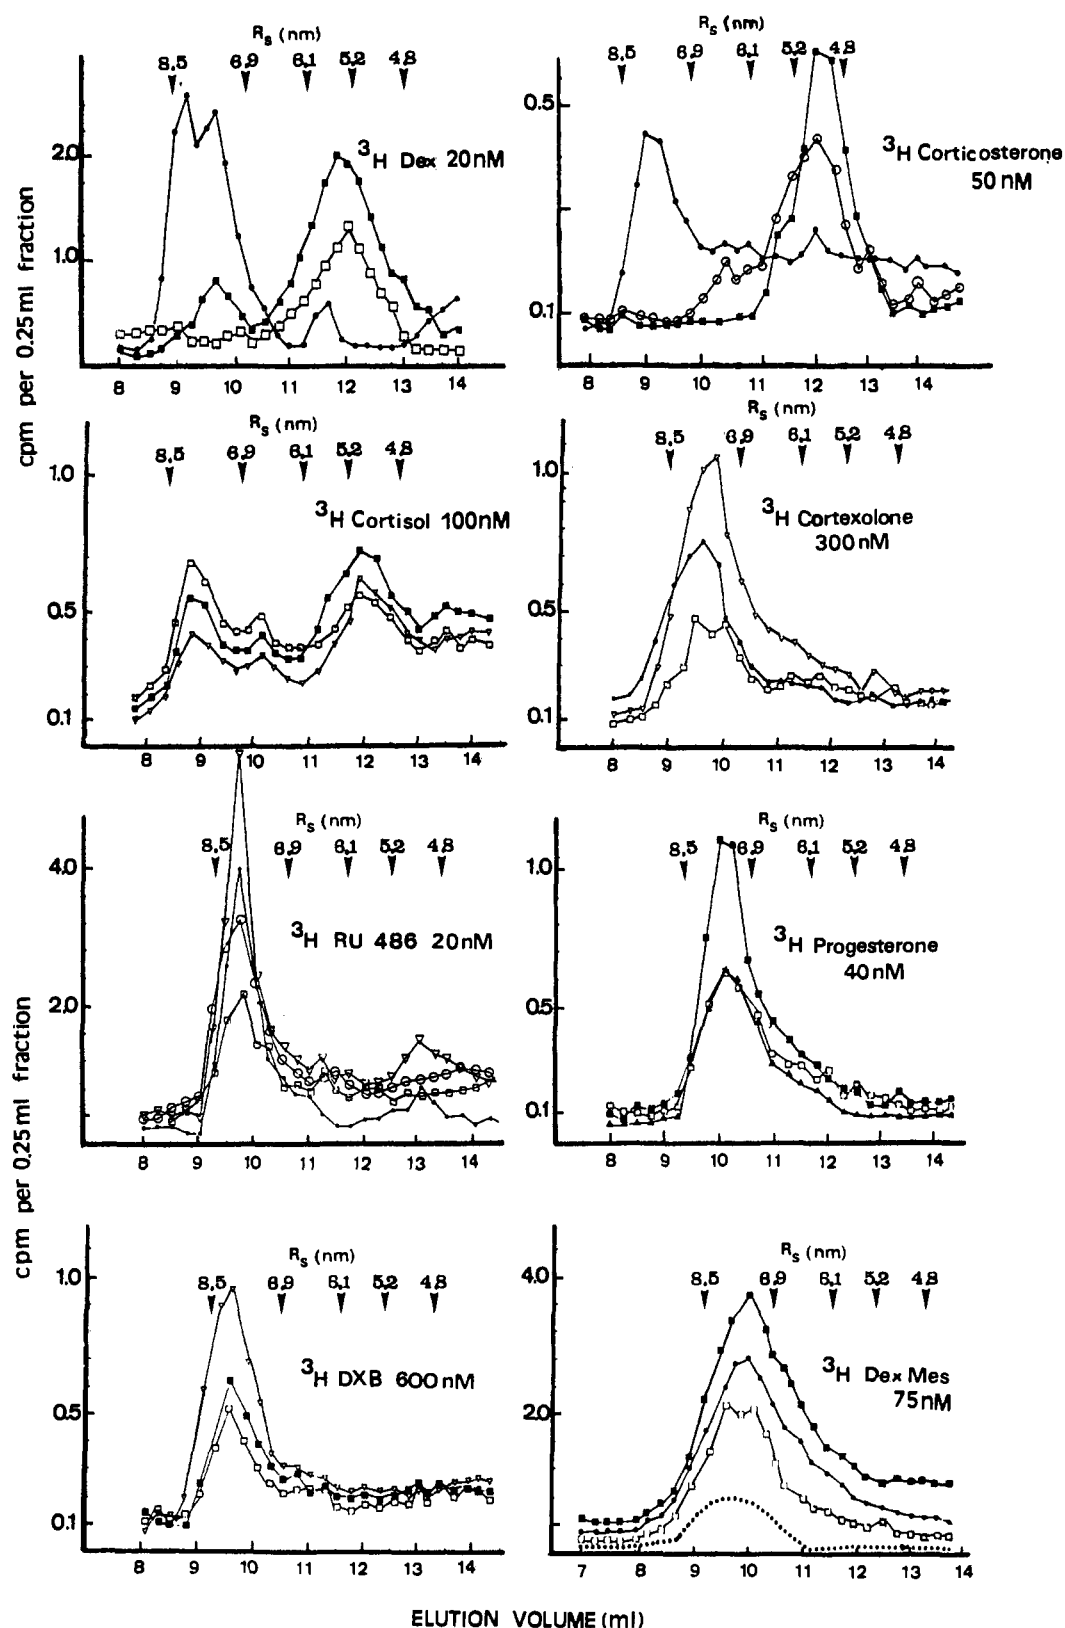 Rs (nm)
8.5 6.9 6.1 5.2 4.8
³H Dex 20nM
2.0
1.0
8 9 10 11 12 13 14
Rs (nm)
8.5 6.9 6.1 5.2 4.8
³H Corticosterone
50 nM
0.5
0.1
8 9 10 11 12 13 14
cpm per 0.25 ml fraction
Rs (nm)
8.5 6.9 6.1 5.2 4.8
³H Cortisol 100nM
1.0
0.5
0.1
8 9 10 11 12 13 14
Rs (nm)
8.5 6.9 6.1 5.2 4.8
³H Cortexolone
300 nM
1.0
0.5
0.1
8 9 10 11 12 13 14
Rs (nm)
8.5 6.9 6.1 5.2 4.8
³H RU 486 20nM
4.0
2.0
8 9 10 11 12 13 14
Rs (nm)
8.5 6.9 6.1 5.2 4.8
³H Progesterone
40 nM
1.0
0.5
0.1
8 9 10 11 12 13 14
cpm per 0.25 ml fraction
Rs (nm)
8.5 6.9 6.1 5.2 4.8
³H DXB 600 nM
1.0
0.5
0.1
8 9 10 11 12 13 14
Rs (nm)
8.5 6.9 6.1 5.2 4.8
³H Dex Mes
75nM
4.0
2.0
7 8 9 10 11 12 13 14
ELUTION VOLUME (ml)